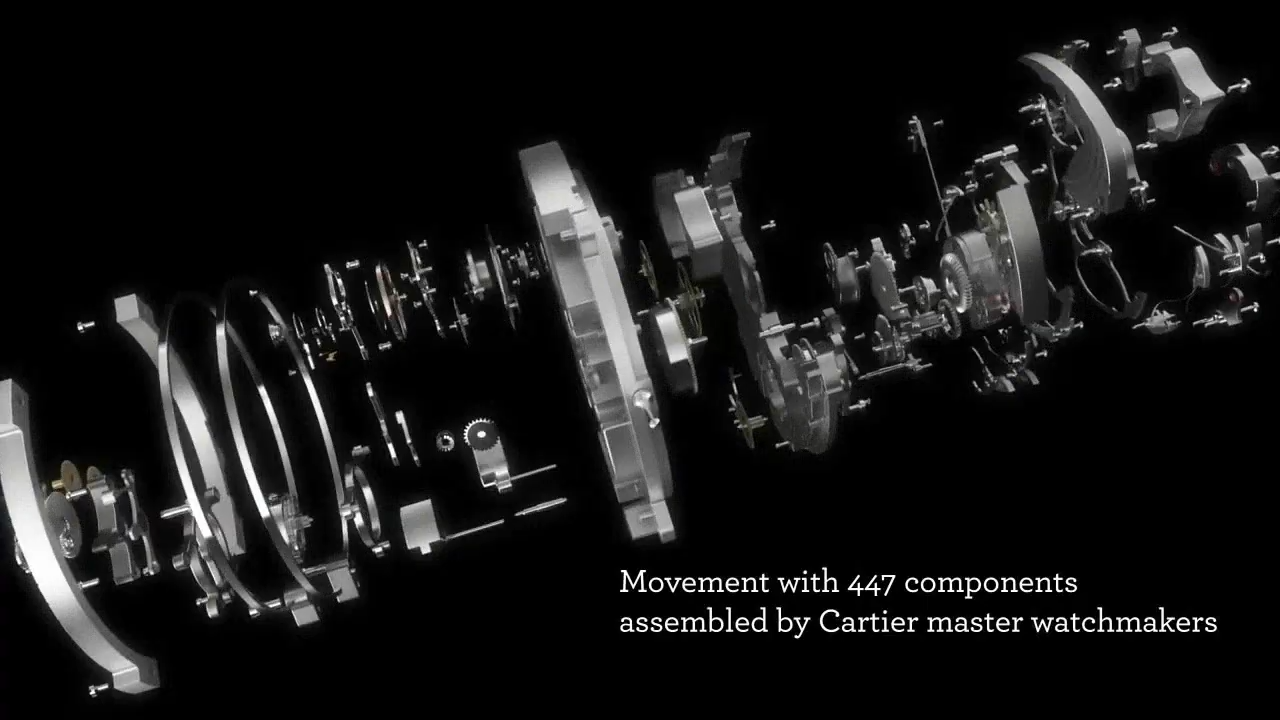 Movement with 447 components
assembled by Cartier master watchmakers